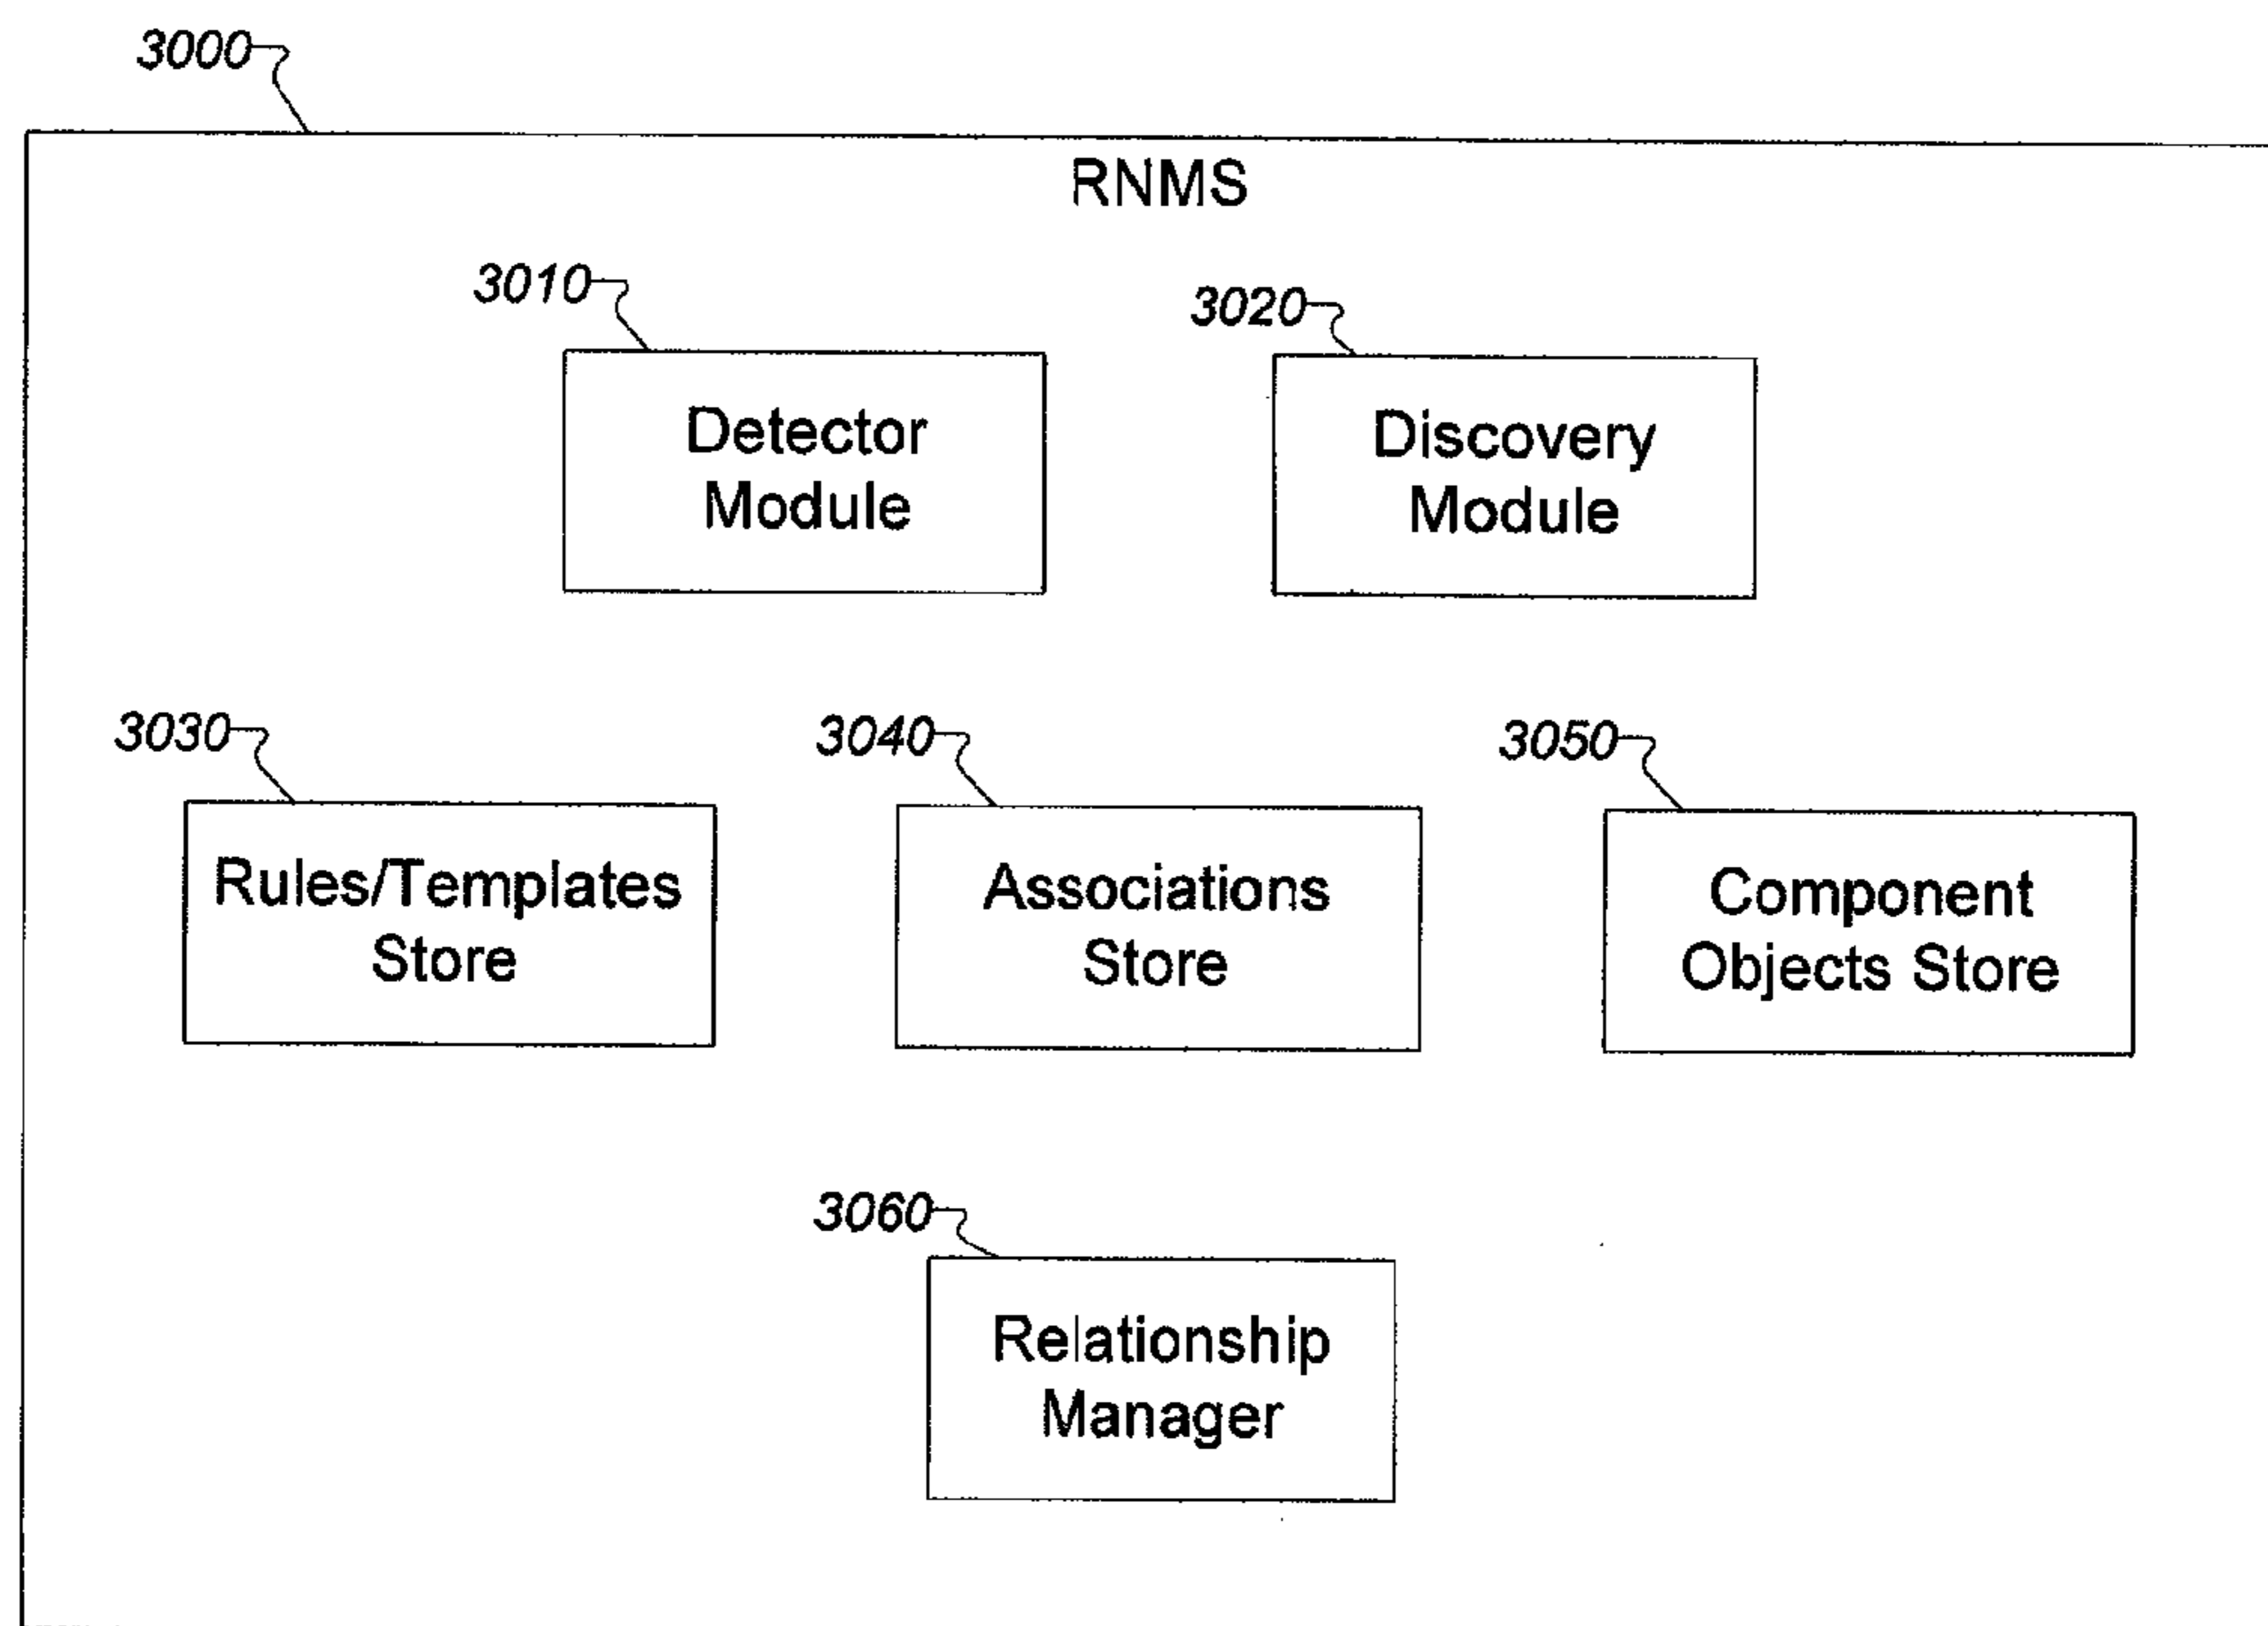 3000
RNMS
3010
3020
Detector
Module
Discovery
Module
3030
3040
3050
Rules/Templates
Store
Associations
Store
Component
Objects Store
3060
Relationship
Manager